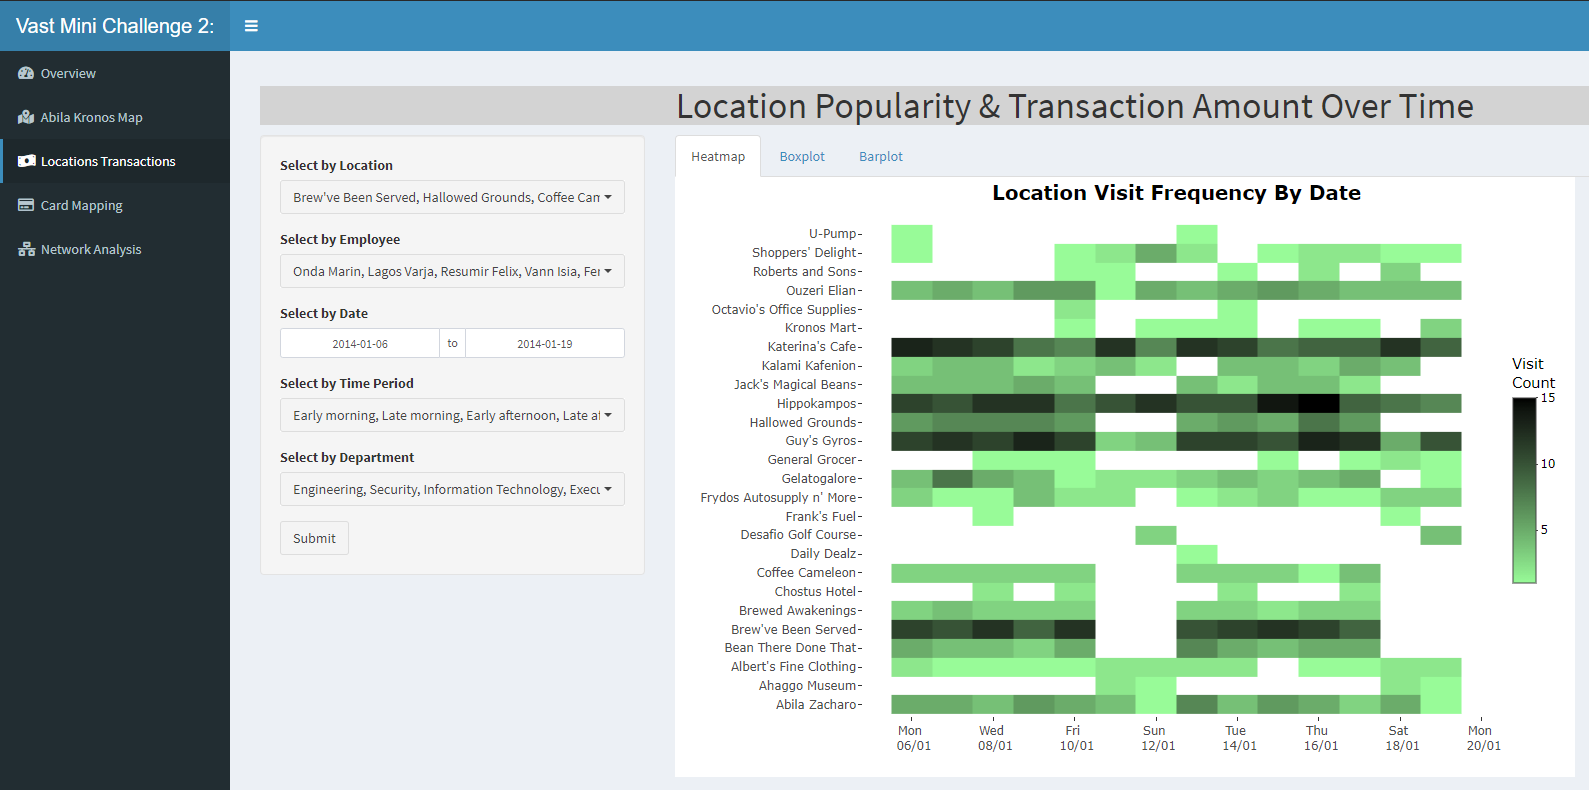 Vast Mini Challenge 2:
Overview
Abila Kronos Map
Locations Transactions
Card Mapping
Network Analysis
Location Popularity & Transaction Amount Over Time
Select by Location
Brew've Been Served, Hallowed Grounds, Coffee Cam
Select by Employee
Onda Marin, Lagos Varja, Resumir Felix, Vann Isia, Fer
Select by Date
2014-01-06 to 2014-01-19
Select by Time Period
Early morning, Late morning, Early afternoon, Late af
Select by Department
Engineering, Security, Information Technology, Execu
Submit
Heatmap Boxplot Barplot
Location Visit Frequency By Date
U-Pump
Shoppers' Delight
Roberts and Sons
Ouzeri Elian
Octavio's Office Supplies
Kronos Mart
Katerina's Cafe
Kalami Kafenion
Jack's Magical Beans
Hippokampos
Hallowed Grounds
Guy's Gyros
General Grocer
Gelatogalore
Frydos Autosupply n' More
Frank's Fuel
Desafio Golf Course
Daily Dealz
Coffee Cameleon
Chostus Hotel
Brewed Awakenings
Brew've Been Served
Bean There Done That
Albert's Fine Clothing
Ahaggo Museum
Abila Zacharo
Mon Wed Fri Sun Tue Thu Sat Mon
06/01 08/01 10/01 12/01 14/01 16/01 18/01 20/01
Visit
Count
15
10
5